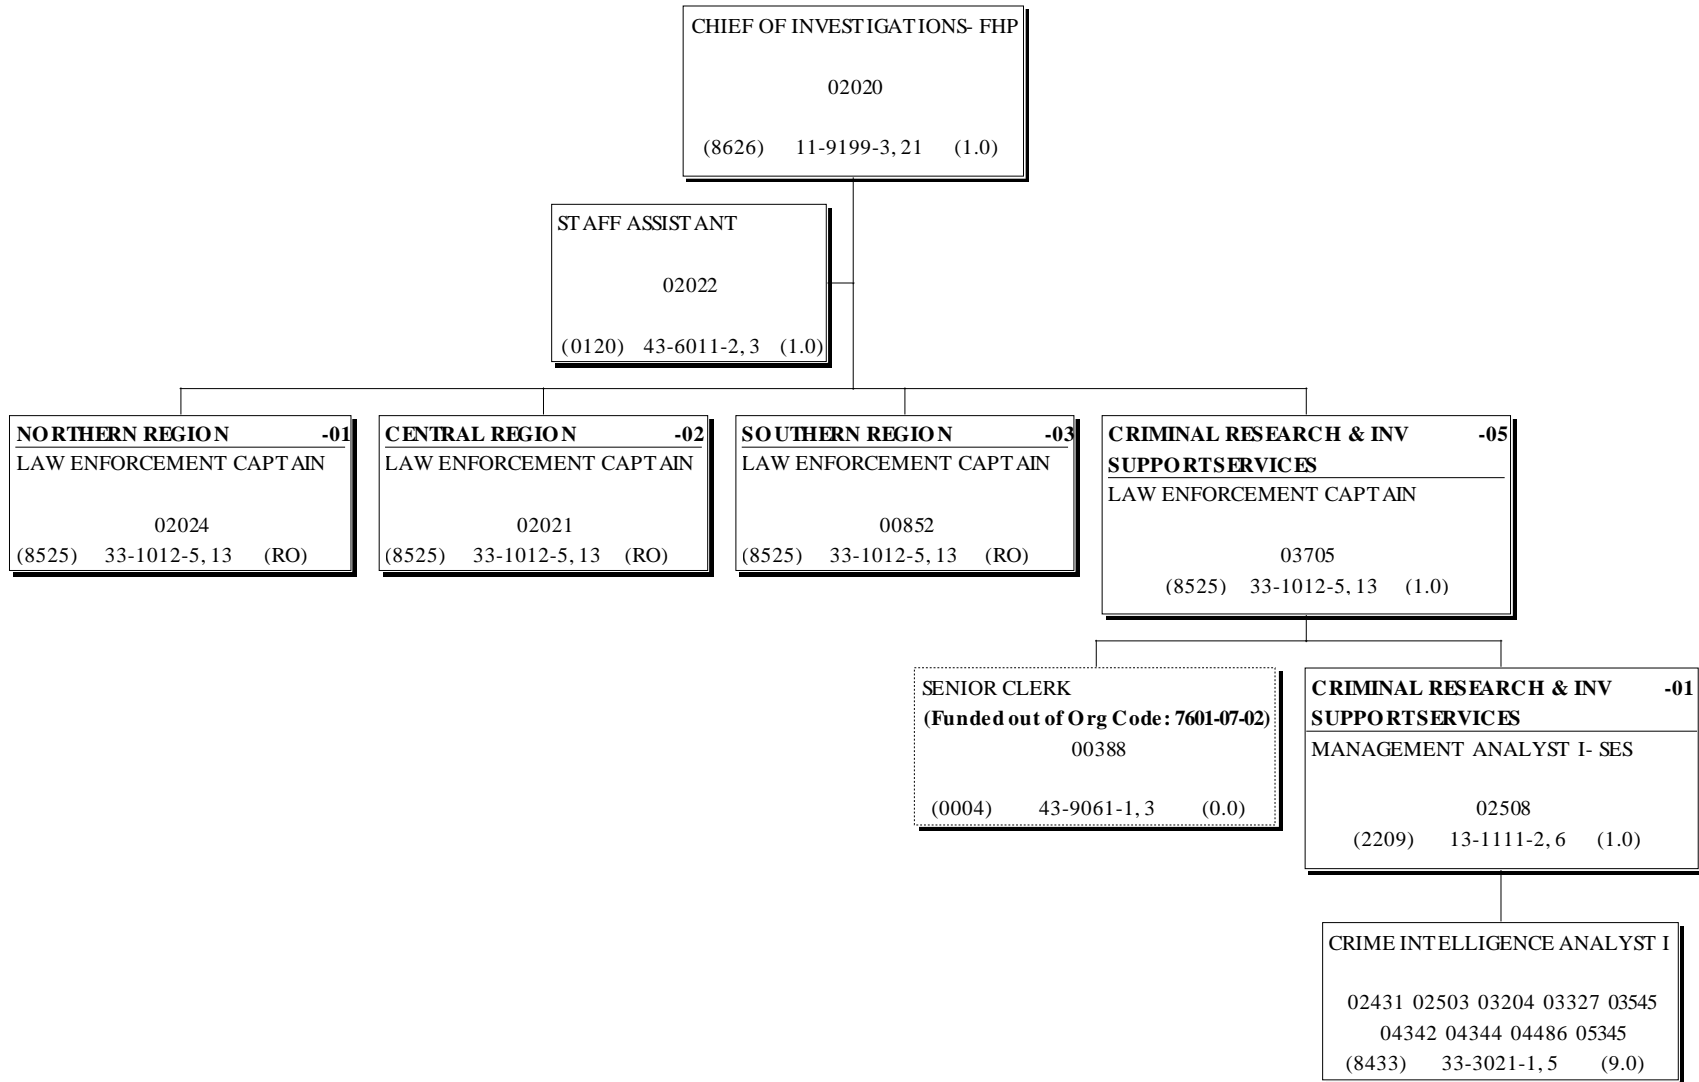 CHIEF OF INVESTIGATIONS- FHP
02020
(8626) 11-9199-3, 21 (1.0)
STAFF ASSISTANT
02022
(0120) 43-6011-2, 3 (1.0)
NORTHERN REGION -01
LAW ENFORCEMENT CAPTAIN
02024
(8525) 33-1012-5, 13 (RO)
CENTRAL REGION -02
LAW ENFORCEMENT CAPTAIN
02021
(8525) 33-1012-5, 13 (RO)
SOUTHERN REGION -03
LAW ENFORCEMENT CAPTAIN
00852
(8525) 33-1012-5, 13 (RO)
CRIMINAL RESEARCH & INV -05
SUPPORT SERVICES
LAW ENFORCEMENT CAPTAIN
03705
(8525) 33-1012-5, 13 (1.0)
SENIOR CLERK
(Funded out of Org Code: 7601-07-02)
00388
(0004) 43-9061-1, 3 (0.0)
CRIMINAL RESEARCH & INV -01
SUPPORT SERVICES
MANAGEMENT ANALYST I- SES
02508
(2209) 13-1111-2, 6 (1.0)
CRIME INTELLIGENCE ANALYST I
02431 02503 03204 03327 03545
04342 04344 04486 05345
(8433) 33-3021-1, 5 (9.0)